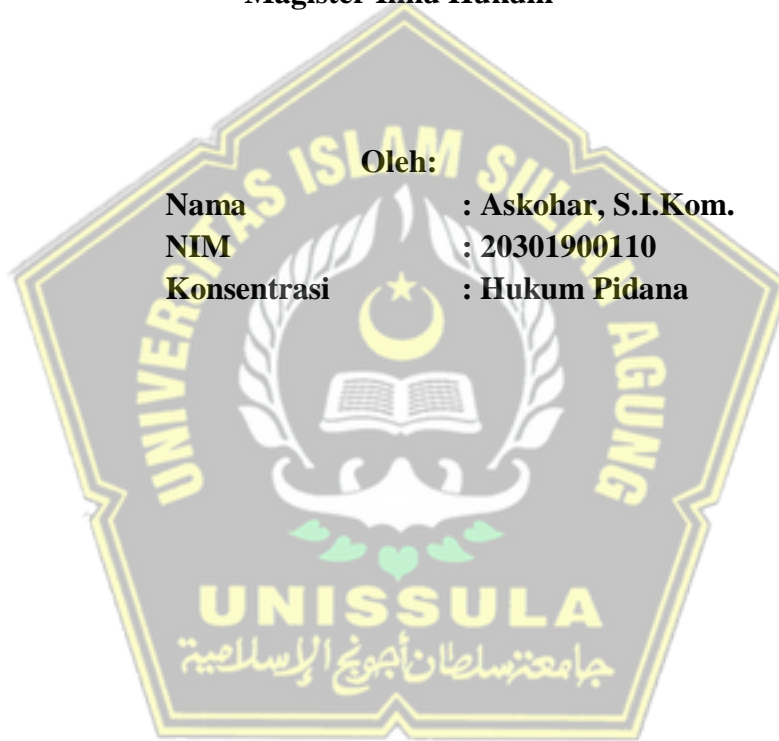 Magister Ilmu Hukum
Oleh:
Nama : Askohar, S.I.Kom.
NIM : 20301900110
Konsentrasi : Hukum Pidana
UNIVERSITAS ISLAM SULTAN AGUNG
UNISSULA
جامعة سلطان أجونج الإسلامية